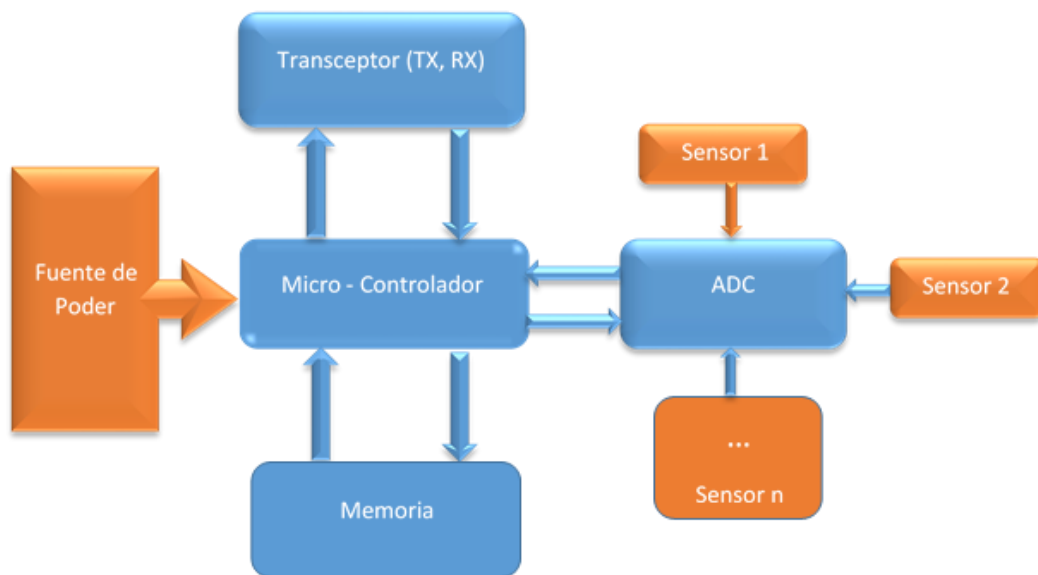 Transceptor (TX, RX)
Sensor 1
Fuente de
Poder
Micro - Controlador
ADC
Sensor 2
...
Sensor n
Memoria